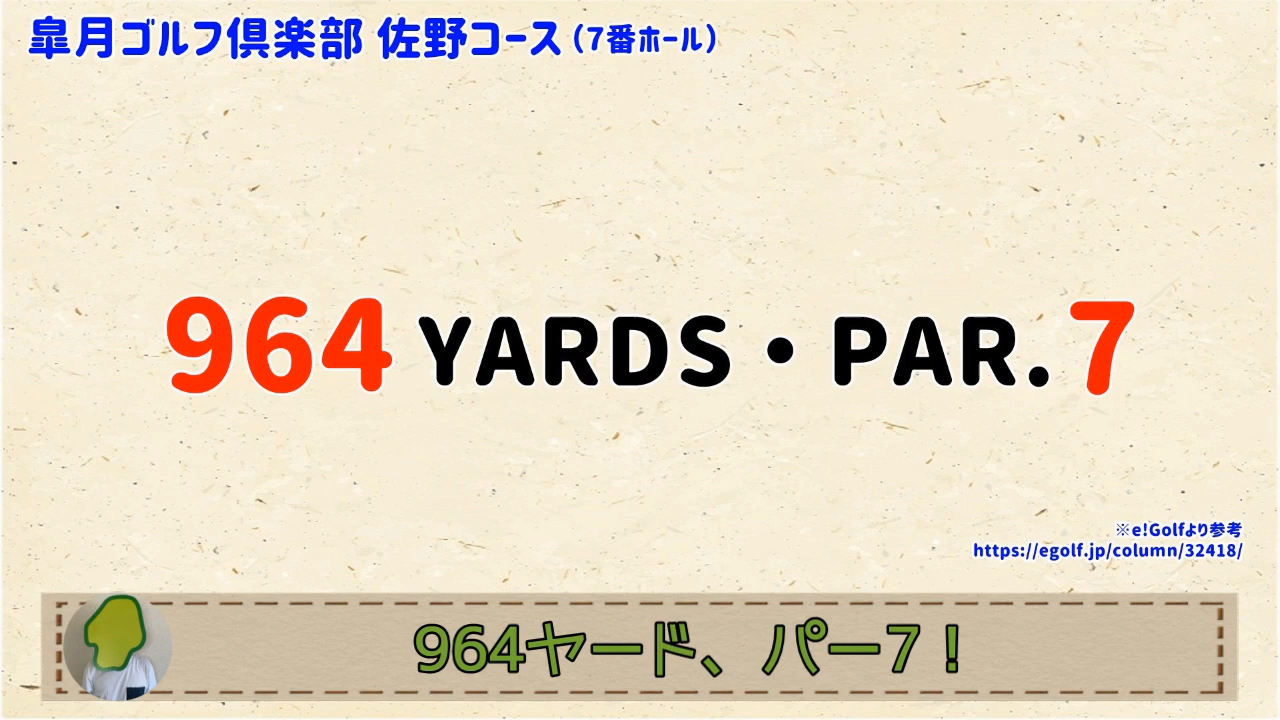 皐月ゴルフ倶楽部 佐野コース（7番ホール）
964 YARDS・PAR.7
※e!Golfより参考
https://egolf.jp/column/32418/
964ヤード、パー7！